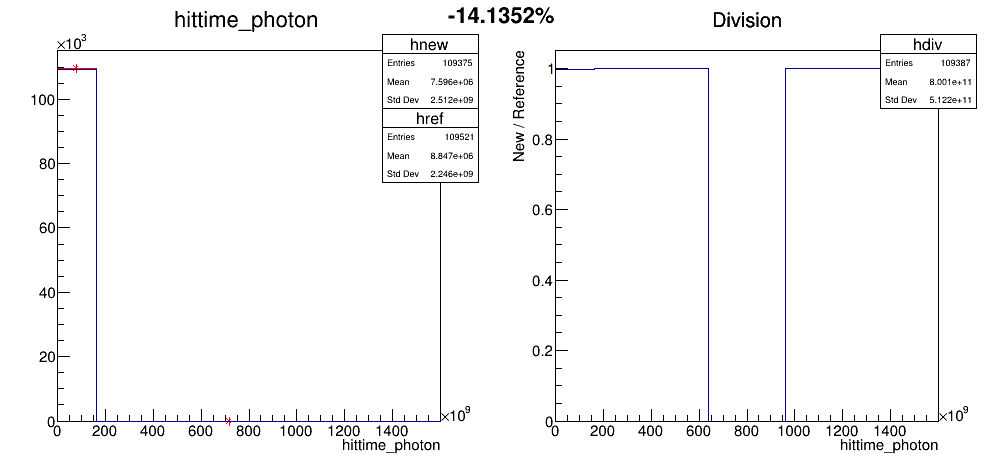 -14.1352%
hittime_photon
×10³
hnew
Entries 109375
Mean 7.596e+06
Std Dev 2.512e+09
href
Entries 109521
Mean 8.847e+06
Std Dev 2.246e+09
100
80
60
40
20
0
0 200 400 600 800 1000 1200 1400
×10⁹
hittime_photon
Division
New / Reference
hdiv
Entries 109387
Mean 8.001e+11
Std Dev 5.122e+11
1
0.8
0.6
0.4
0.2
0
0 200 400 600 800 1000 1200 1400
×10⁹
hittime_photon